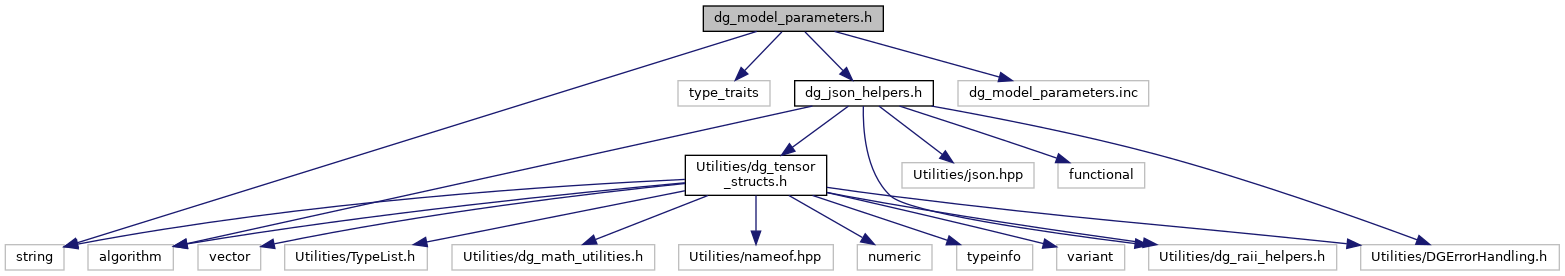 dg_model_parameters.h
type_traits
dg_json_helpers.h
dg_model_parameters.inc
Utilities/dg_tensor
_structs.h
Utilities/json.hpp
functional
string
algorithm
vector
Utilities/TypeList.h
Utilities/dg_math_utilities.h
Utilities/nameof.hpp
numeric
typeinfo
variant
Utilities/dg_raii_helpers.h
Utilities/DGErrorHandling.h